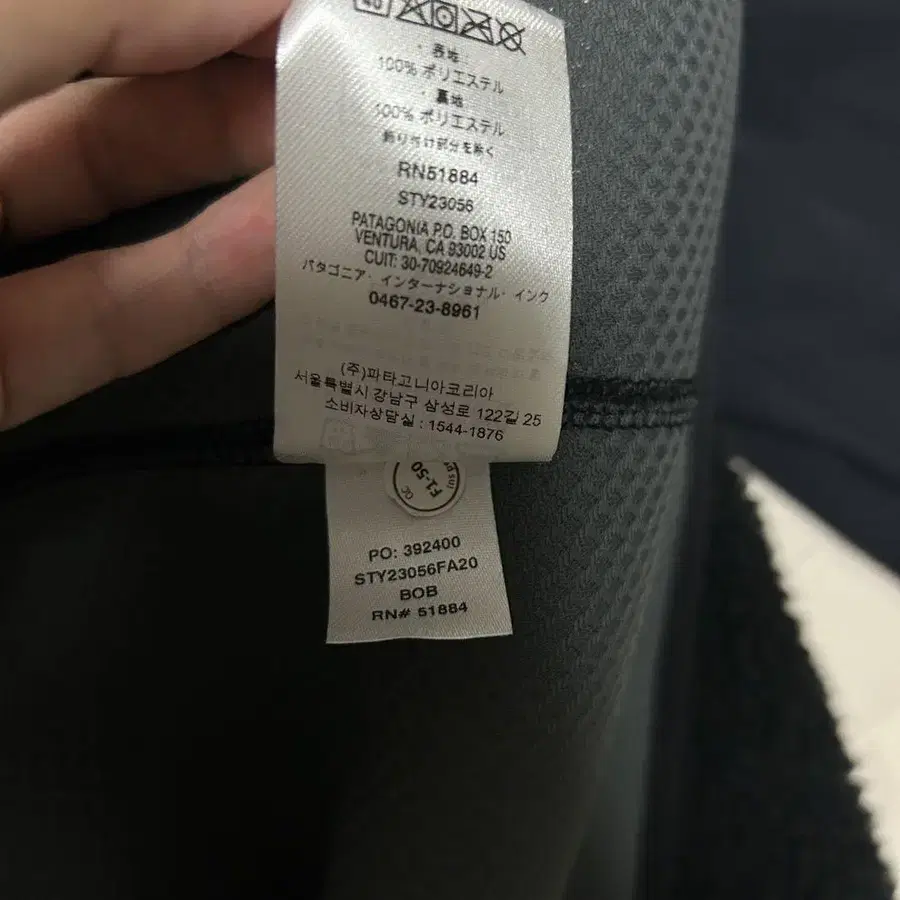 40
・表地:
100% ポリエステル
・裏地
100% ポリエステル
飾り付け部分を除く
RN51884
STY23056
PATAGONIA P.O. BOX 150
VENTURA, CA 93002 US
CUIT: 30-70924649-2
パタゴニア・インターナショナル・インク
0467-23-8961
(주)파타고니아코리아
서울특별시 강남구 삼성로 122길 25
소비자상담실 : 1544-1876
QC
F1-50
PO: 392400
STY23056FA20
BOB
RN# 51884